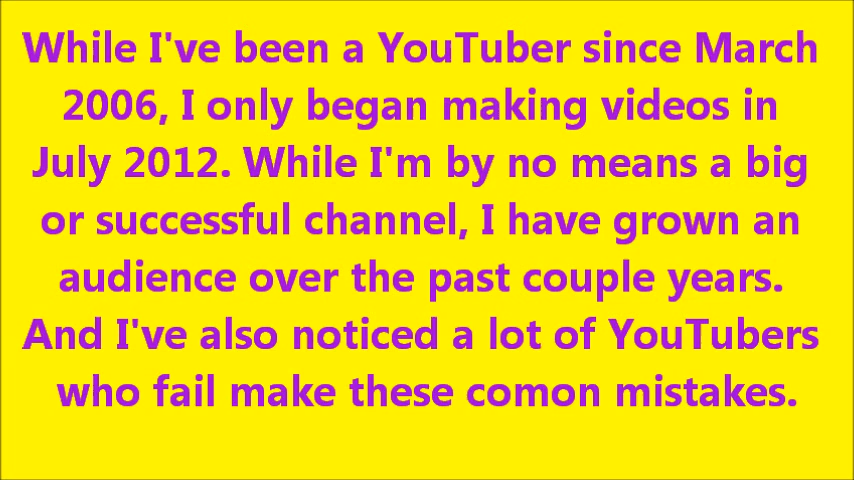 While I've been a YouTuber since March
2006, I only began making videos in
July 2012. While I'm by no means a big
or successful channel, I have grown an
audience over the past couple years.
And I've also noticed a lot of YouTubers
who fail make these comon mistakes.